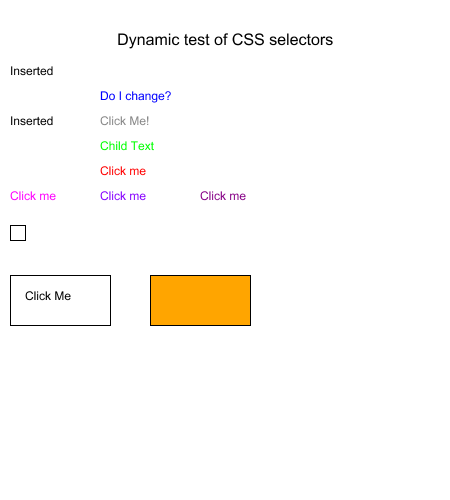 Dynamic test of CSS selectors
Inserted
Do I change?
Inserted Click Me!
Child Text
Click me
Click me Click me Click me
Click Me